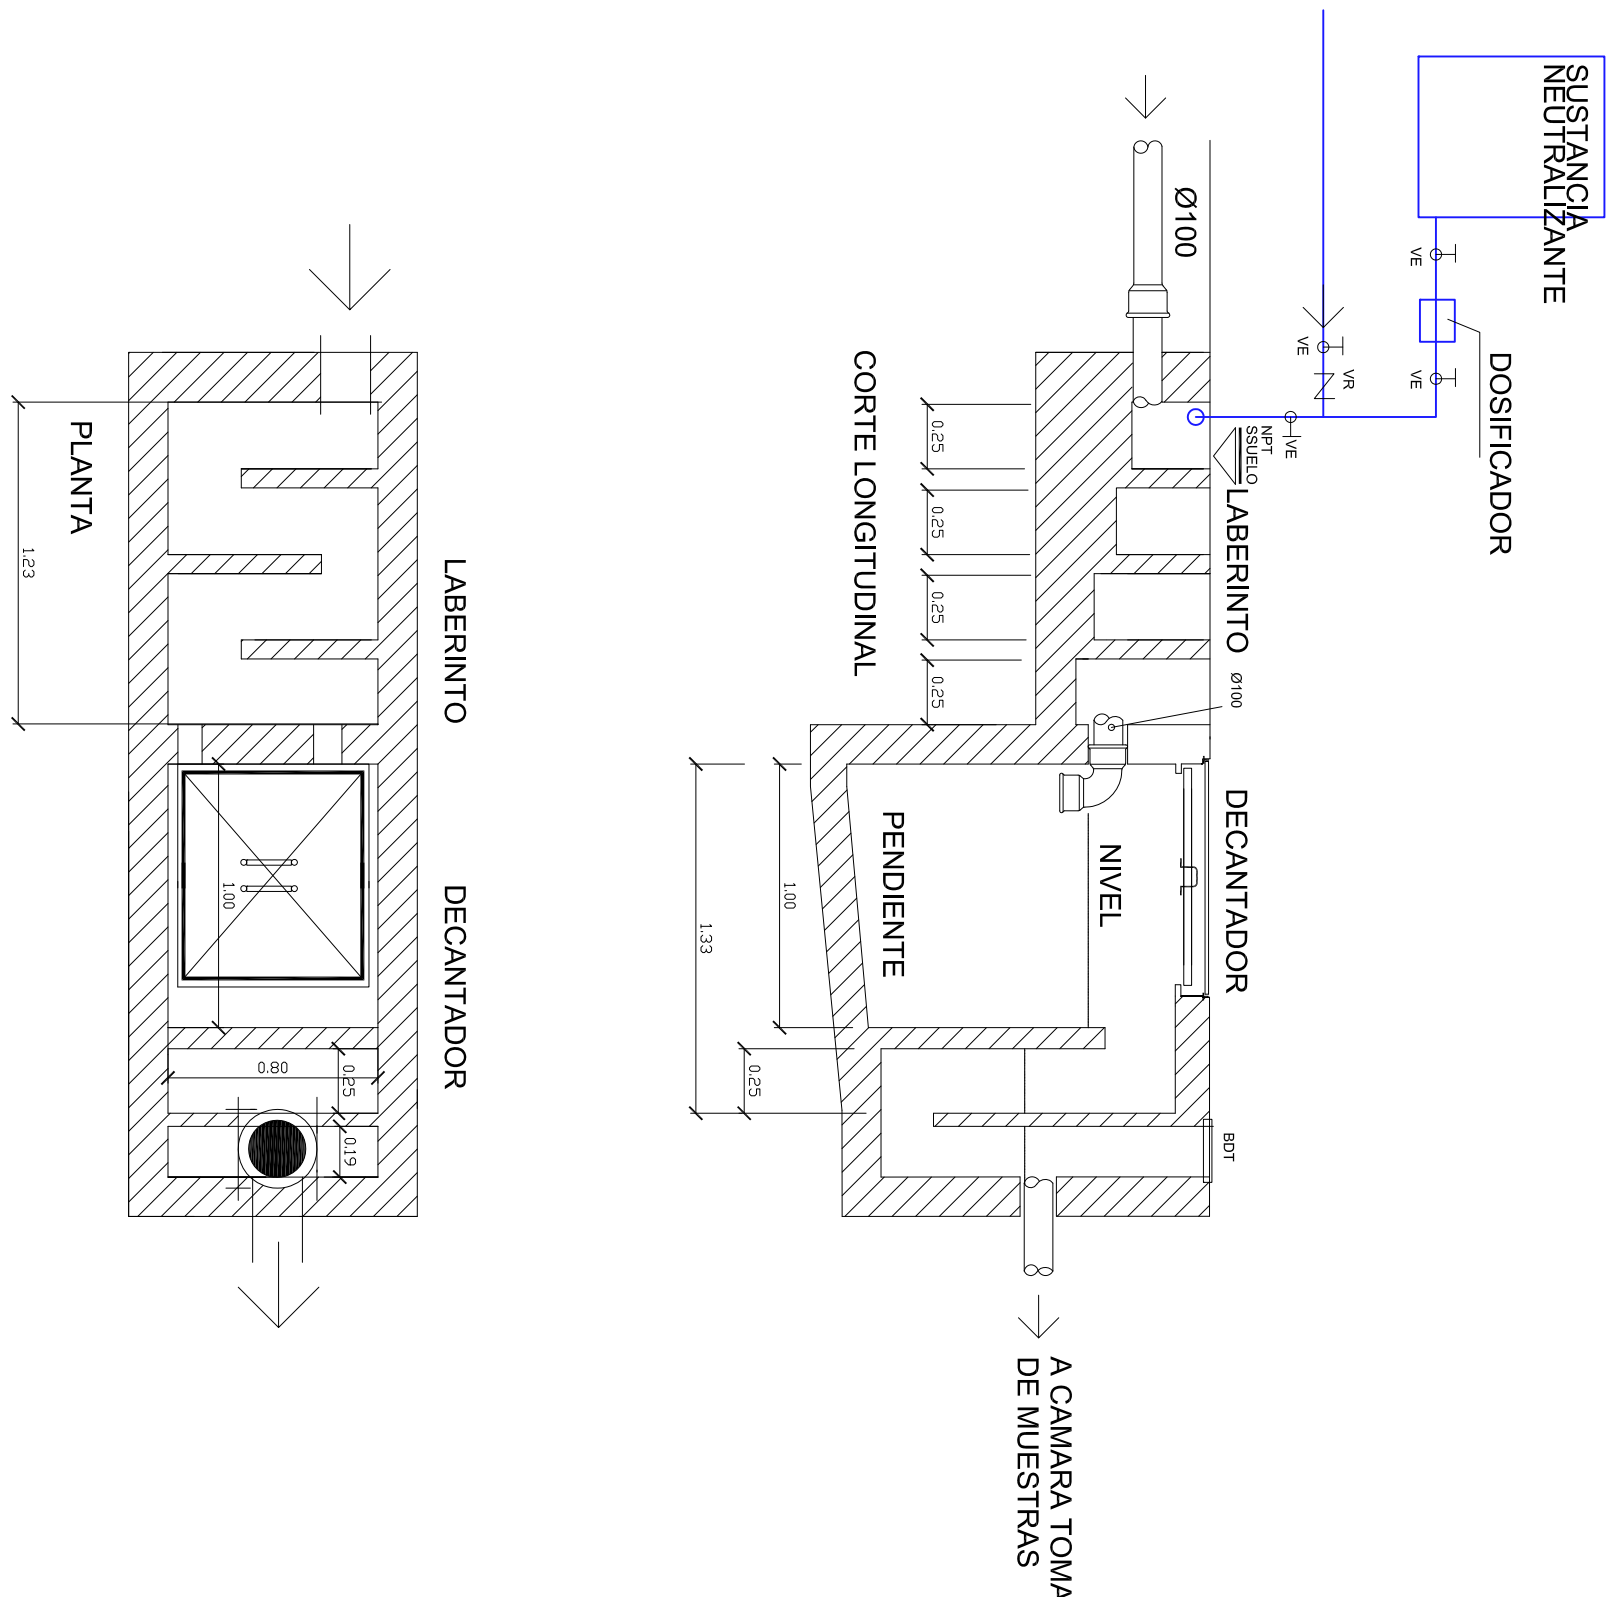 SUSTANCIA
NEUTRALIZANTE
VE
DOSIFICADOR
VE
VE
VR
VE
NPT
SSUELO
Ø100
LABERINTO
Ø100
DECANTADOR
NIVEL
PENDIENTE
BDT
A CAMARA TOMA
DE MUESTRAS
CORTE LONGITUDINAL
0.25
0.25
0.25
0.25
1.00
1.33
0.25
LABERINTO
DECANTADOR
1.00
0.80
0.25
0.19
PLANTA
1.23